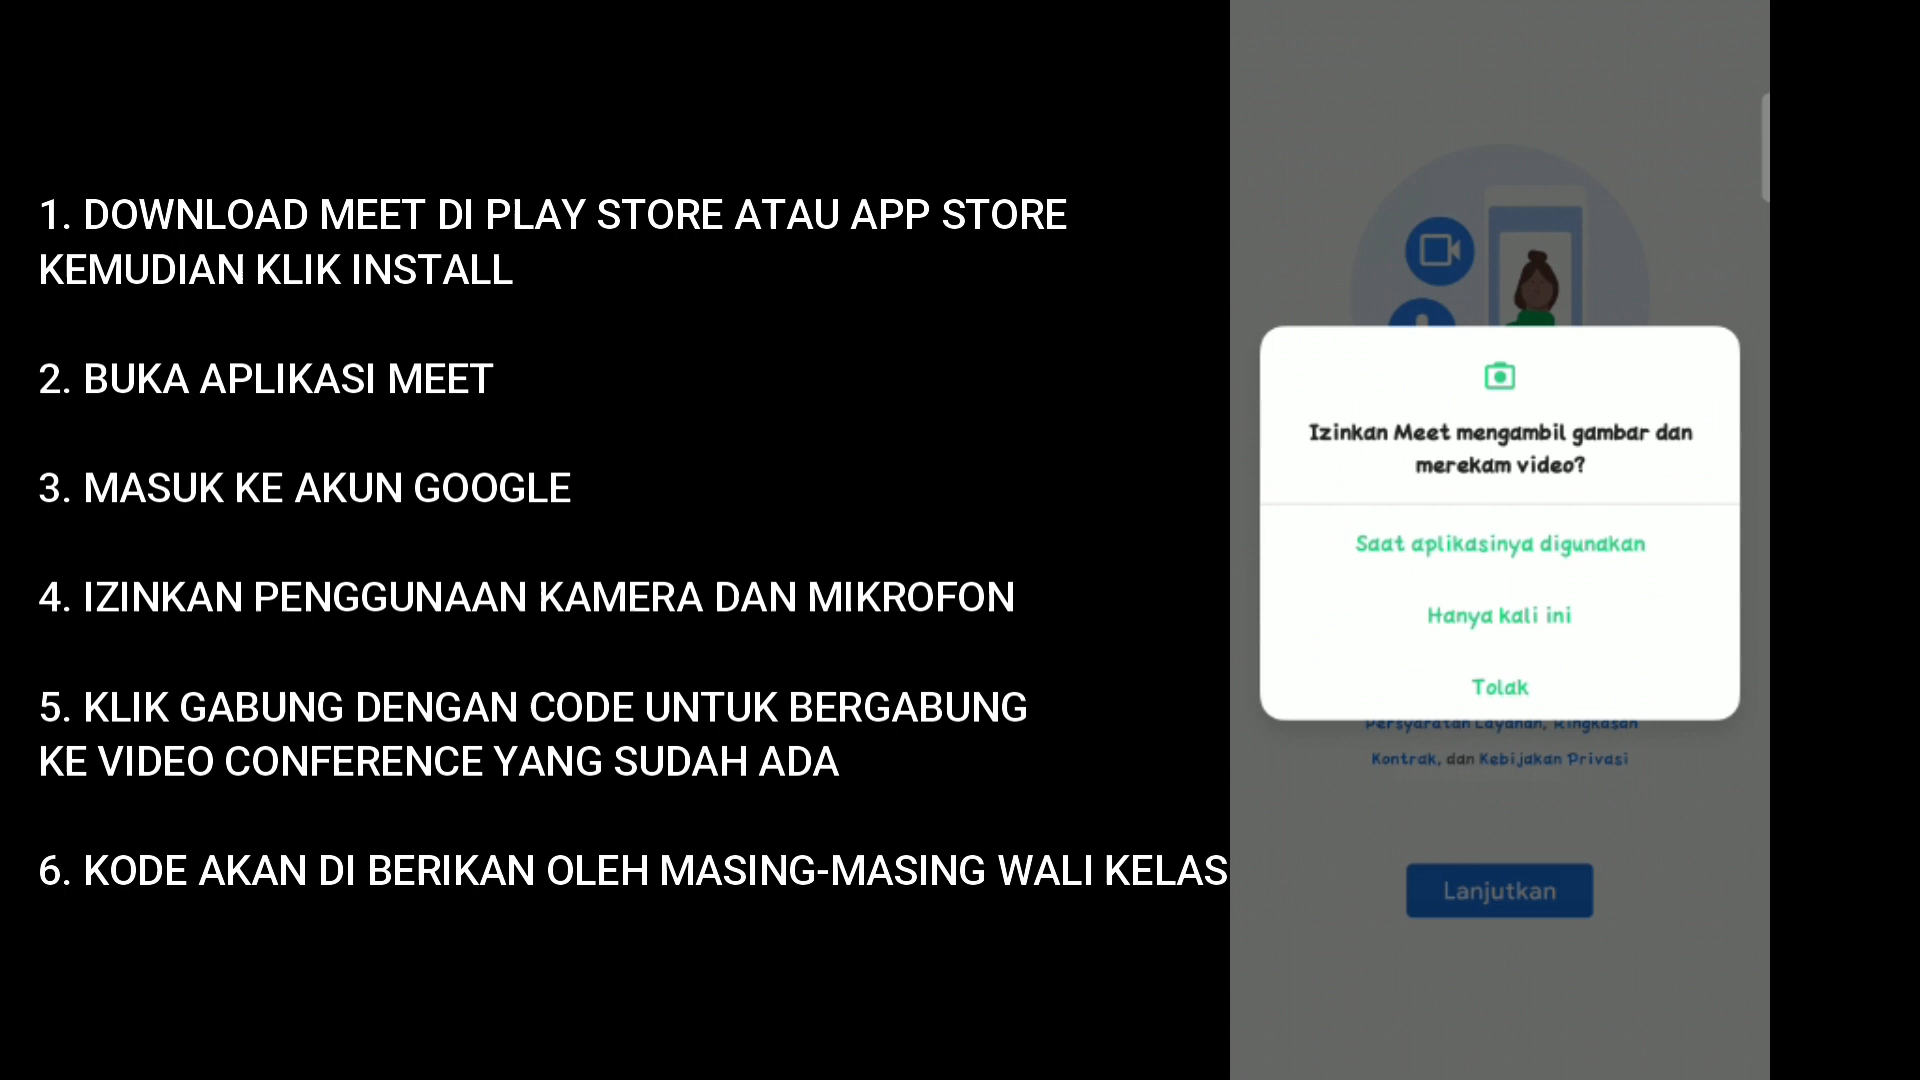 1. DOWNLOAD MEET DI PLAY STORE ATAU APP STORE
KEMUDIAN KLIK INSTALL
2. BUKA APLIKASI MEET
3. MASUK KE AKUN GOOGLE
4. IZINKAN PENGGUNAAN KAMERA DAN MIKROFON
5. KLIK GABUNG DENGAN CODE UNTUK BERGABUNG
KE VIDEO CONFERENCE YANG SUDAH ADA
6. KODE AKAN DI BERIKAN OLEH MASING-MASING WALI KELAS
Izinkan Meet mengambil gambar dan
merekam video?
Saat aplikasinya digunakan
Hanya kali ini
Tolak
Persyaratan Layanan, Ringkasan
Kontrak, dan Kebijakan Privasi
Lanjutkan